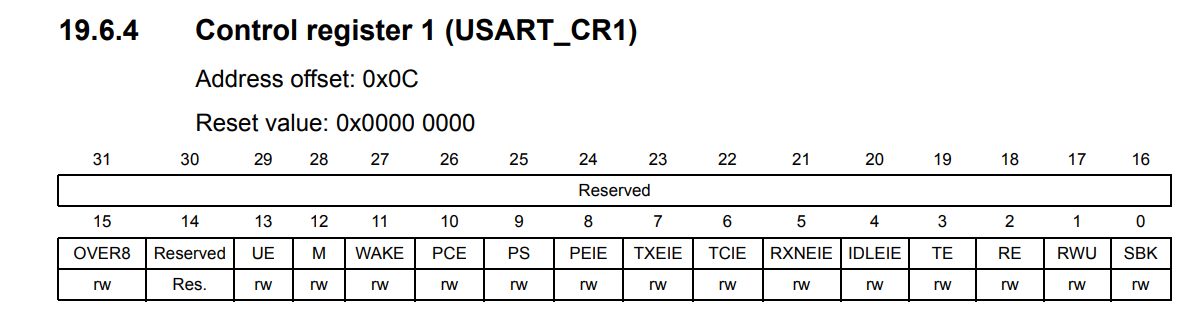 19.6.4 Control register 1 (USART_CR1)
Address offset: 0x0C
Reset value: 0x0000 0000
31 30 29 28 27 26 25 24 23 22 21 20 19 18 17 16
Reserved
15 14 13 12 11 10 9 8 7 6 5 4 3 2 1 0
OVER8 Reserved UE M WAKE PCE PS PEIE TXEIE TCIE RXNEIE IDLEIE TE RE RWU SBK
rw Res. rw rw rw rw rw rw rw rw rw rw rw rw rw rw